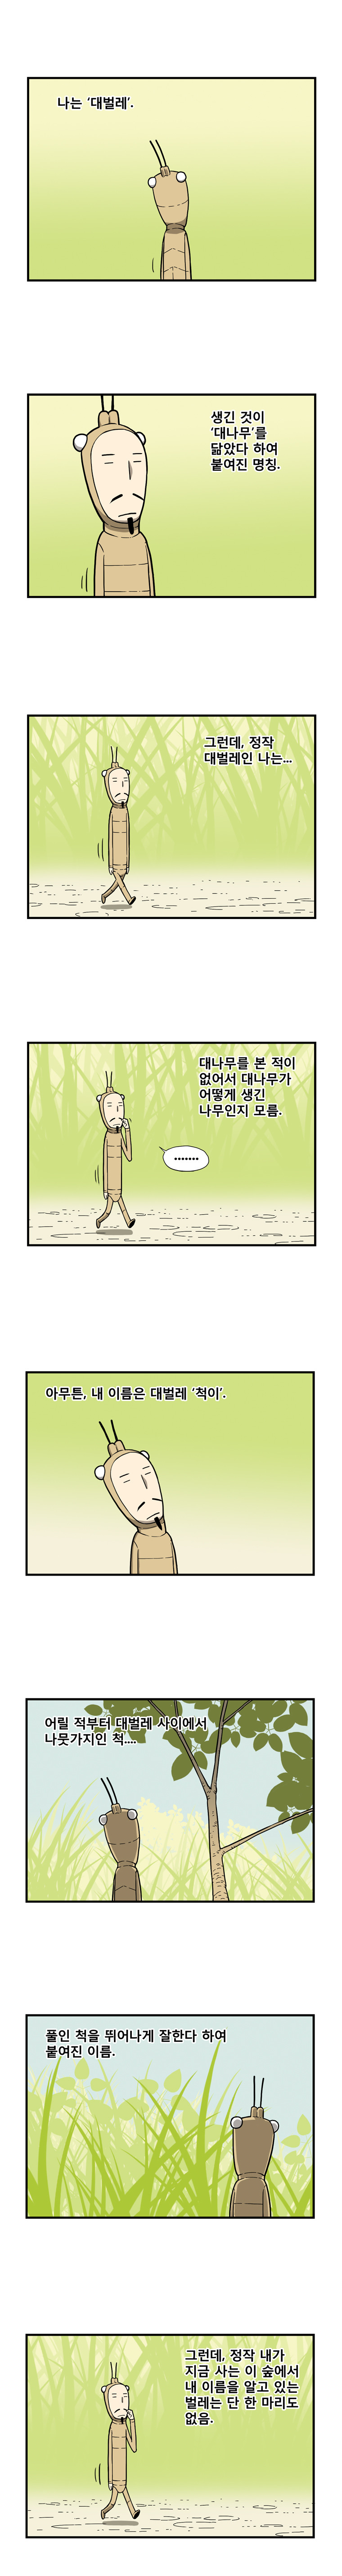 나는 ‘대벌레’.
생긴 것이
‘대나무’를
닮았다 하여
붙여진 명칭.
그런데, 정작
대벌레인 나는...
대나무를 본 적이
없어서 대나무가
어떻게 생긴
나무인지 모름.
.......
아무튼, 내 이름은 대벌레 ‘척이’.
어릴 적부터 대벌레 사이에서
나뭇가지인 척....
풀인 척을 뛰어나게 잘한다 하여
붙여진 이름.
그런데, 정작 내가
지금 사는 이 숲에서
내 이름을 알고 있는
벌레는 단 한 마리도
없음.